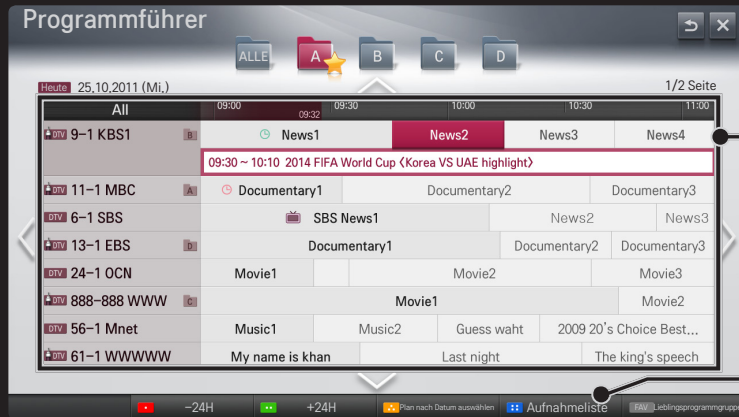 Programmführer
ALLE A B C D
Heute 25.10.2011 (Mi.) 1/2 Seite
All 09:00 09:32 09:30 10:00 10:30 11:00
DTV 9-1 KBS1 B News1 News2 News3 News4
09:30 ~ 10:10 2014 FIFA World Cup 〈Korea VS UAE highlight〉
DTV 11-1 MBC A Documentary1 Documentary2 Documentary3
DTV 6-1 SBS SBS News1 News2 News3
DTV 13-1 EBS D Documentary1 Documentary2 Documentary3
DTV 24-1 OCN Movie1 Movie2 Movie3
DTV 888-888 WWW C Movie1 Movie2
DTV 56-1 Mnet Music1 Music2 Guess waht 2009 20's Choice Best...
DTV 61-1 WWWWW My name is khan Last night The king's speech
-24H +24H Plan nach Datum auswählen Aufnahmeliste FAV Lieblingsprogrammgruppe